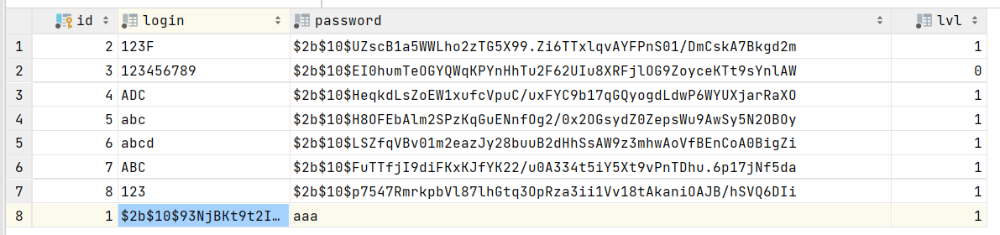 id login password lvl
1 2 123F $2b$10$UZscB1a5WWLho2zTG5X99.Zi6TTxlqvAYFPnS01/DmCskA7Bkgd2m 1
2 3 123456789 $2b$10$EI0humTeOGYQWqKPYnHhTu2F62UIu8XRFjlOG9ZoyceKTt9sYnlAW 0
3 4 ADC $2b$10$HeqkdLsZoEW1xufcVpuC/uxFYC9b17qGQyogdLdwP6WYUXjarRaXO 1
4 5 abc $2b$10$H8OFEbAlm2SPzKqGuENnfOg2/0x2OGsydZ0ZepsWu9AwSy5N2OBOy 1
5 6 abcd $2b$10$LSZfqVBv01m2eazJy28buuB2dHhSsAW9z3mhwAoVfBEnCoA0BigZi 1
6 7 ABC $2b$10$FuTTfjI9diFKxKJfYK22/u0A334t5iY5Xt9vPnTDhu.6p17jNf5da 1
7 8 123 $2b$10$p7547RmrkpbVl87lhGtq3OpRza3ii1Vv18tAkaniOAJB/hSVQ6DIi 1
8 1 $2b$10$93NjBKt9t2I… aaa 1